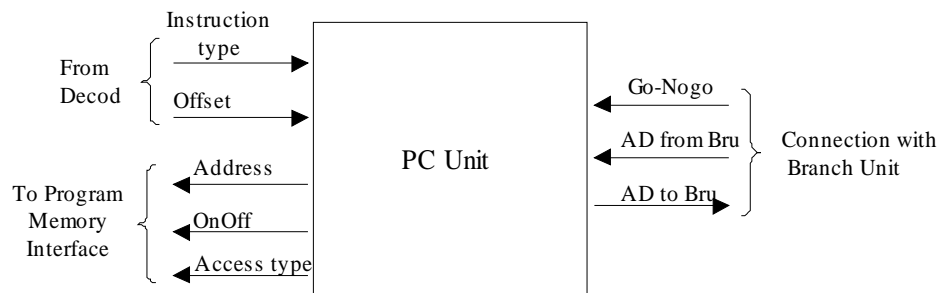 Instruction
type
From
Decod
Offset
Address
To Program
Memory
Interface
OnOff
Access type
PC Unit
Go-Nogo
AD from Bru
AD to Bru
Connection with
Branch Unit